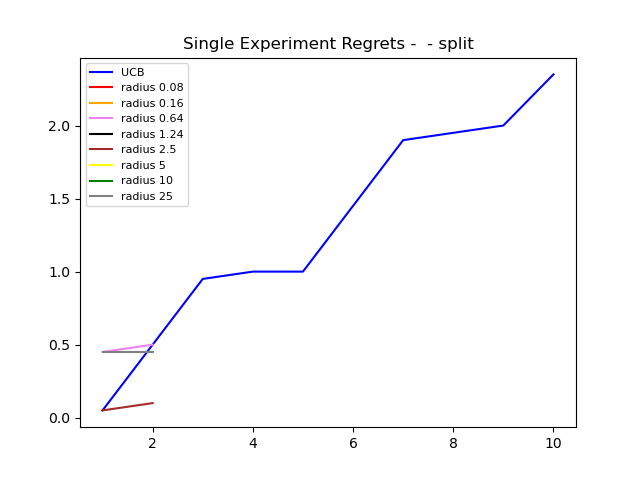 Single Experiment Regrets -  - split
UCB
radius 0.08
radius 0.16
radius 0.64
radius 1.24
radius 2.5
radius 5
radius 10
radius 25
2.0
1.5
1.0
0.5
0.0
2 4 6 8 10